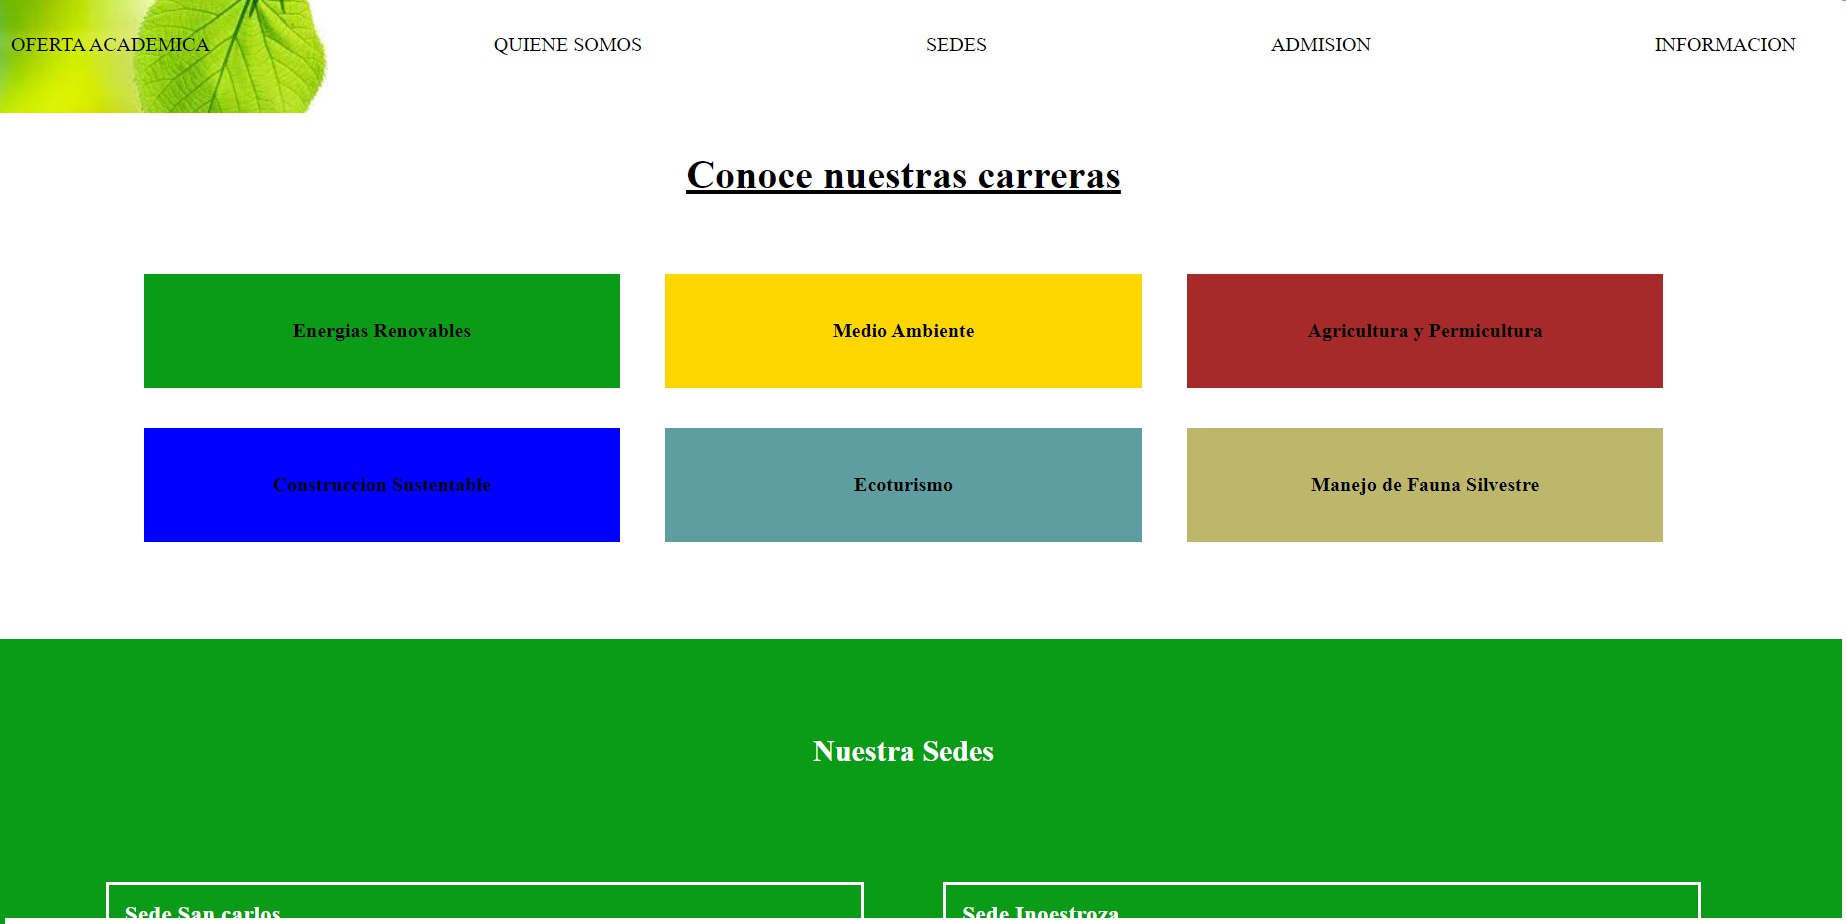 OFERTA ACADEMICA QUIENE SOMOS SEDES ADMISION INFORMACION
Conoce nuestras carreras
Energias Renovables Medio Ambiente Agricultura y Permicultura
Construccion Sustentable Ecoturismo Manejo de Fauna Silvestre
Nuestra Sedes
Sede San carlos Sede Inoestroza